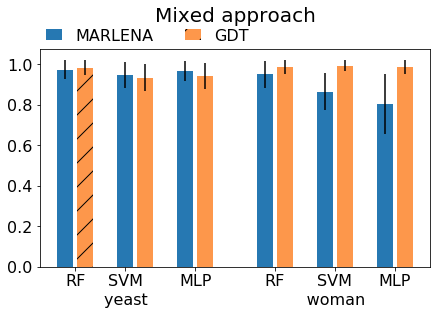 Mixed approach
MARLENA GDT
1.0
0.8
0.6
0.4
0.2
0.0
RF SVM MLP RF SVM MLP
yeast woman